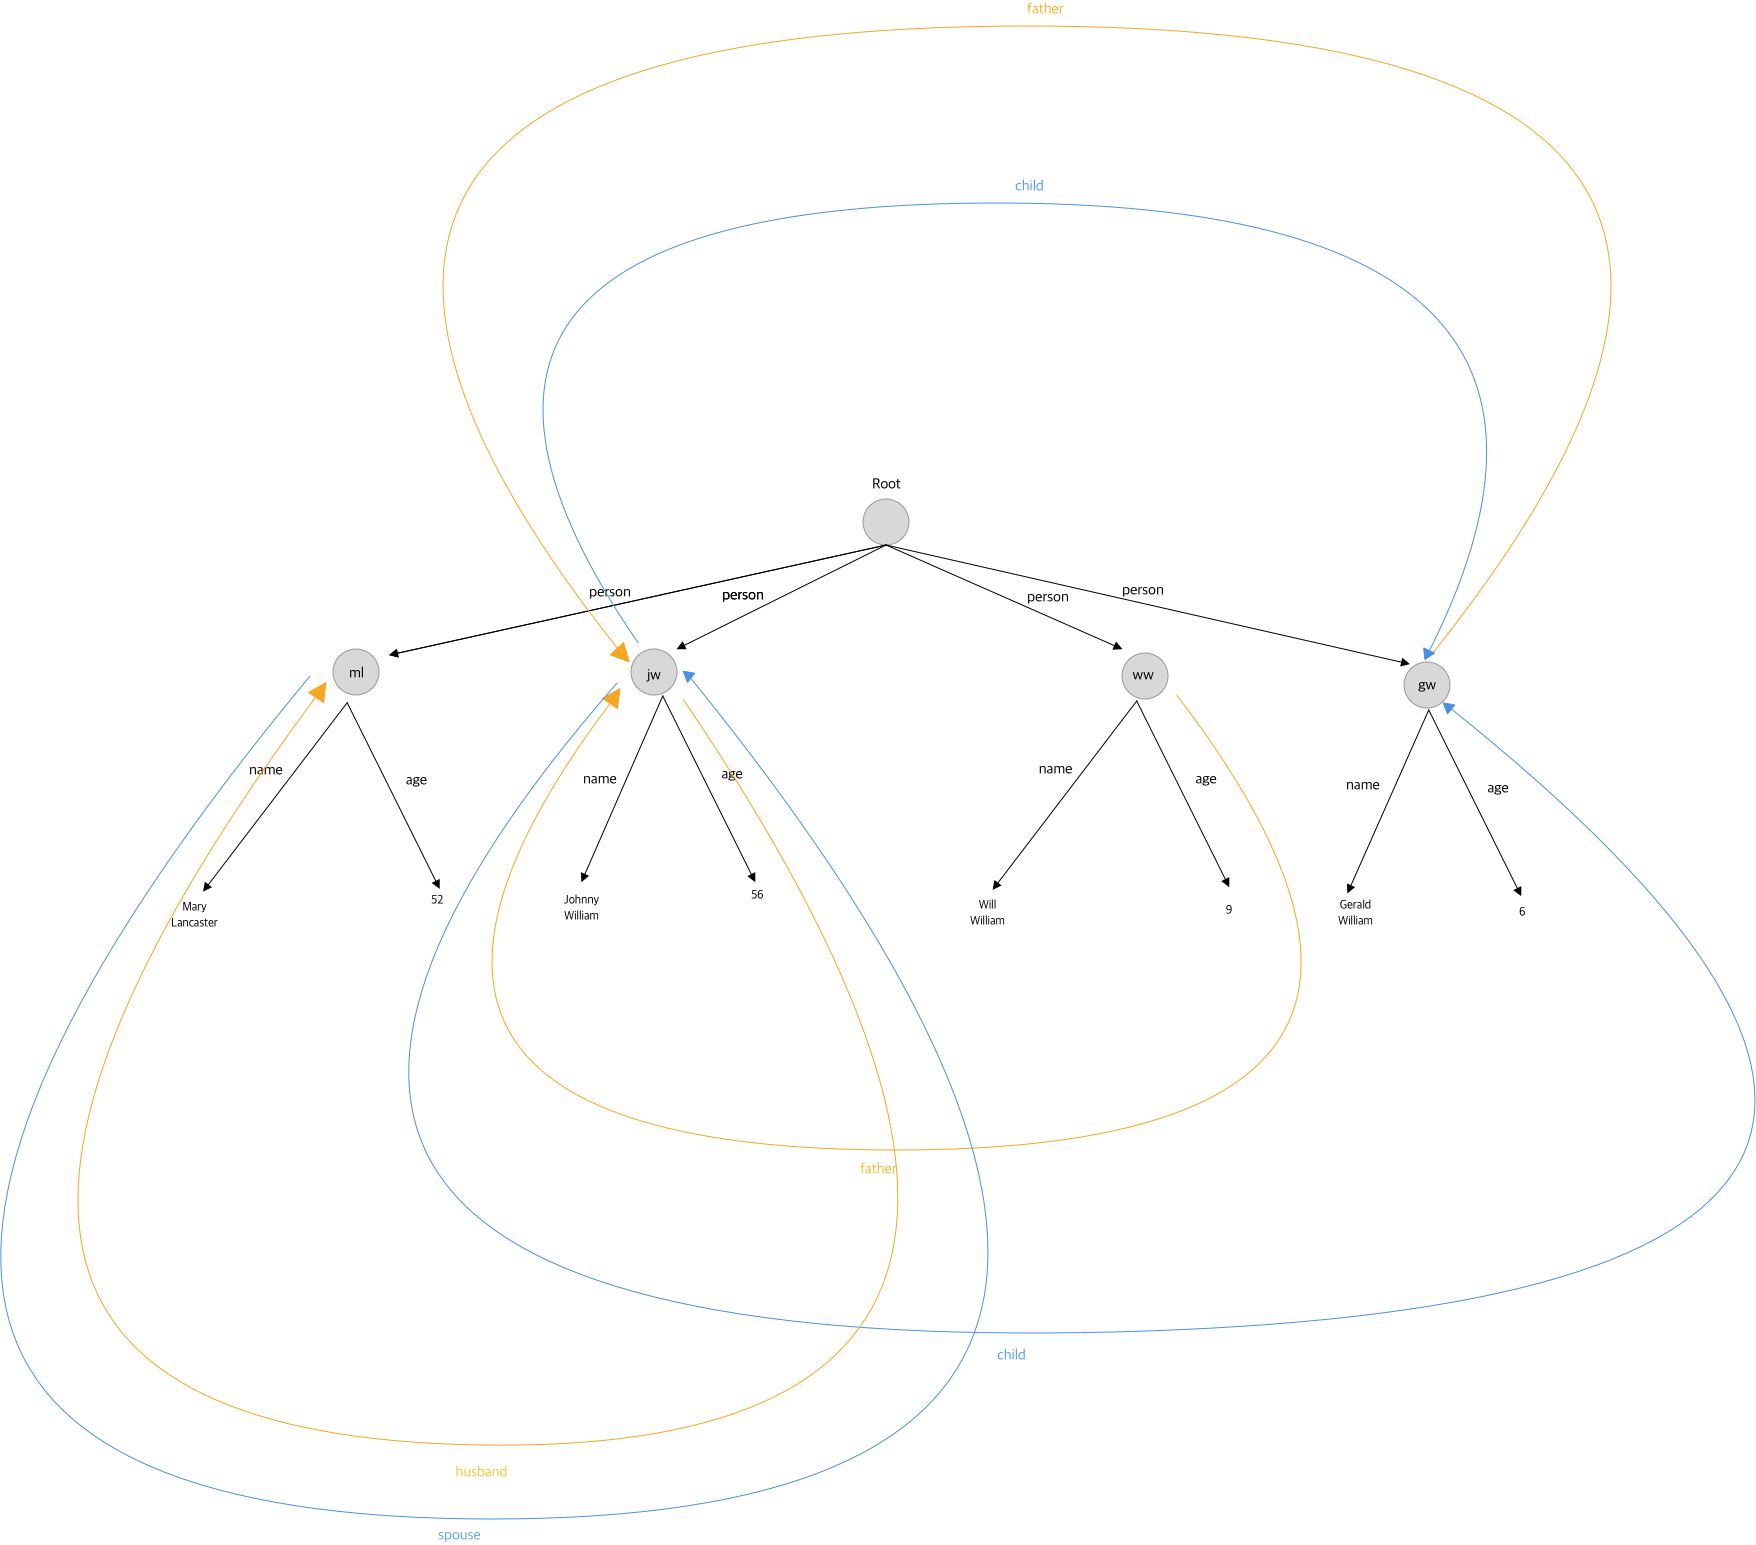 father
child
Root
person
person
person
person
ml
jw
ww
gw
name
age
name
age
name
age
name
age
Mary
Lancaster
52
Johnny
William
56
Will
William
9
Gerald
William
6
father
child
husband
spouse